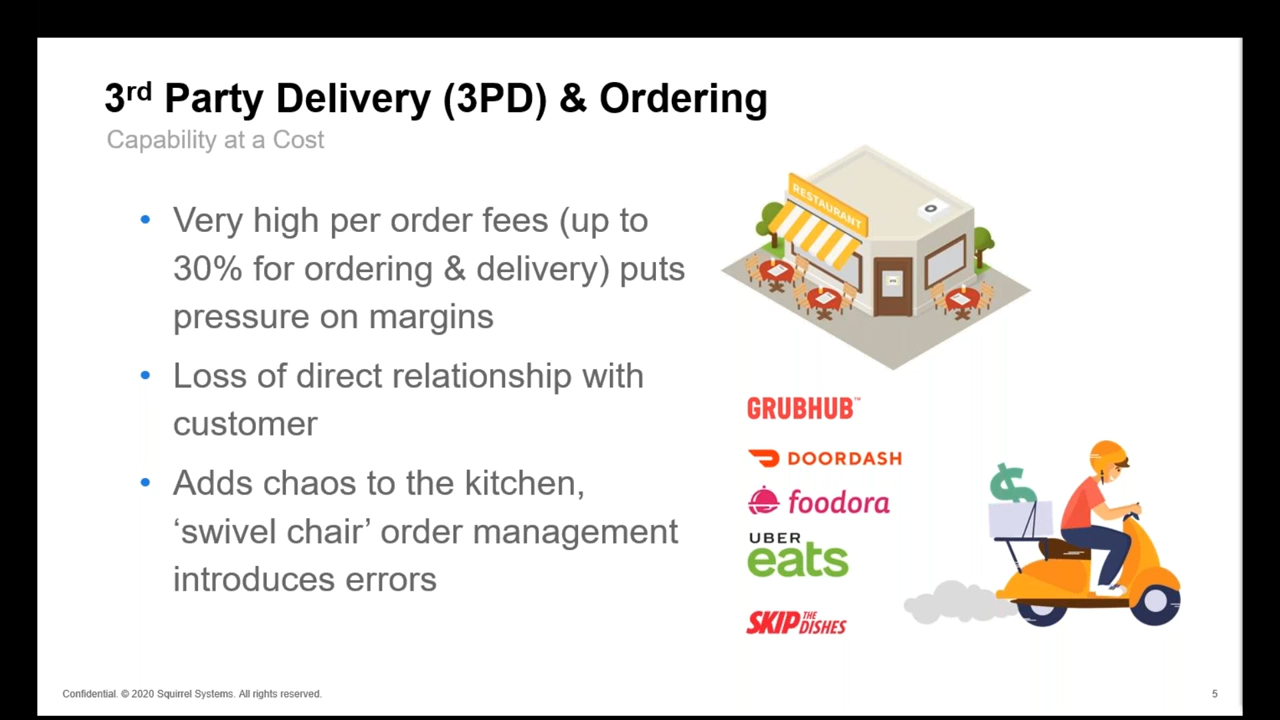 3rd Party Delivery (3PD) & Ordering
Capability at a Cost
• Very high per order fees (up to
30% for ordering & delivery) puts
pressure on margins
• Loss of direct relationship with
customer
• Adds chaos to the kitchen,
‘swivel chair’ order management
introduces errors
RESTAURANT
GRUBHUB™
DOORDASH
foodora
UBER
eats
SKIP THE
DISHES
$
Confidential. © 2020 Squirrel Systems. All rights reserved.
5